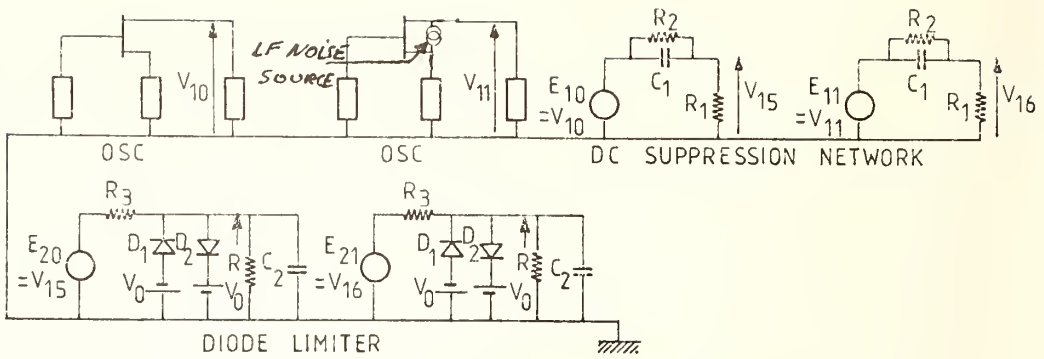 LF NOISE
SOURCE
V10
V11
OSC
OSC
R2
C1
E10
=V10
R1
V15
R2
C1
E11
=V11
R1
V16
DC SUPPRESSION NETWORK
R3
E20
=V15
D1
D2
V0
V0
R
C2
R3
E21
=V16
D1
D2
V0
V0
R
C2
DIODE LIMITER